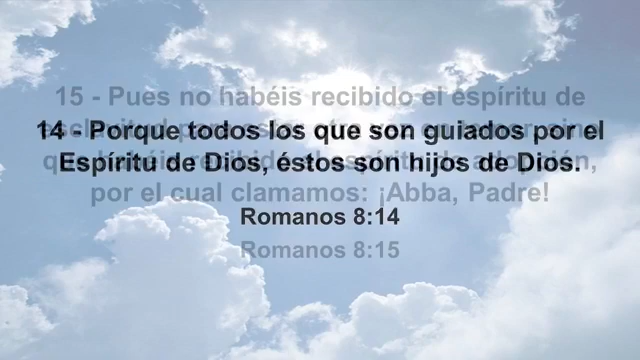 15 - Pues no habéis recibido el espíritu de
14 - Porque todos los que son guiados por el
Espíritu de Dios, éstos son hijos de Dios.
por el cual clamamos: ¡Abba, Padre!
Romanos 8:14
Romanos 8:15